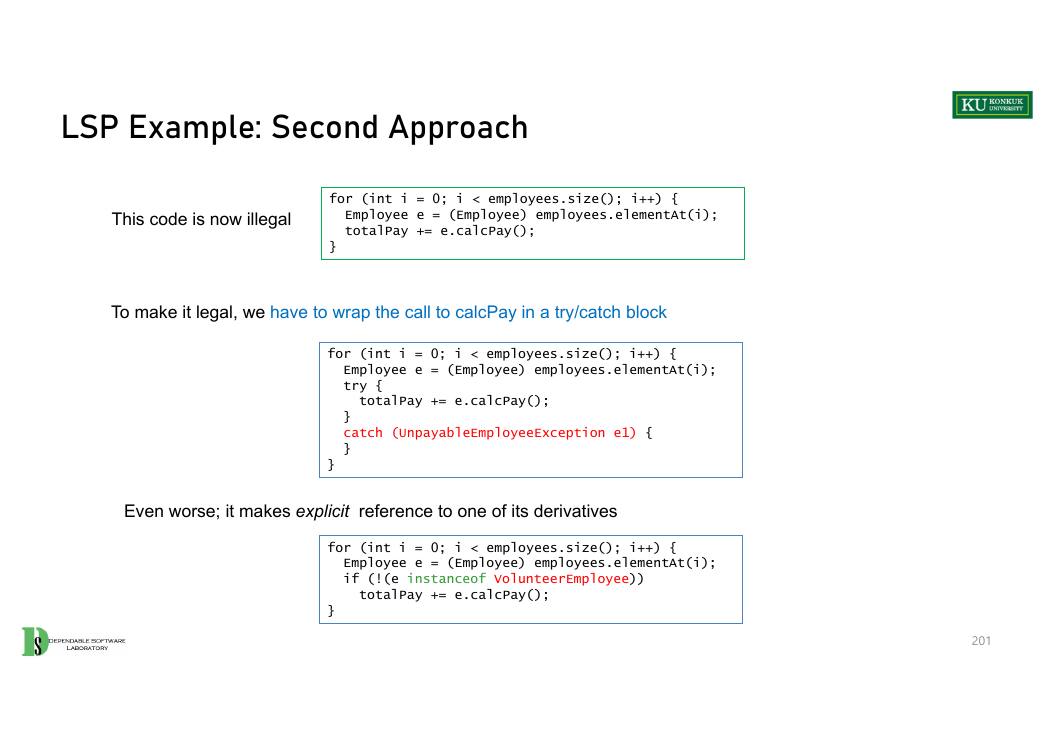 KU KONKUK
UNIVERSITY
LSP Example: Second Approach
This code is now illegal
for (int i = 0; i < employees.size(); i++) {
  Employee e = (Employee) employees.elementAt(i);
  totalPay += e.calcPay();
}
To make it legal, we have to wrap the call to calcPay in a try/catch block
for (int i = 0; i < employees.size(); i++) {
  Employee e = (Employee) employees.elementAt(i);
  try {
    totalPay += e.calcPay();
  }
  catch (UnpayableEmployeeException e1) {
  }
}
Even worse; it makes explicit reference to one of its derivatives
for (int i = 0; i < employees.size(); i++) {
  Employee e = (Employee) employees.elementAt(i);
  if (!(e instanceof VolunteerEmployee))
    totalPay += e.calcPay();
}
DS DEPENDABLE SOFTWARE
LABORATORY
201